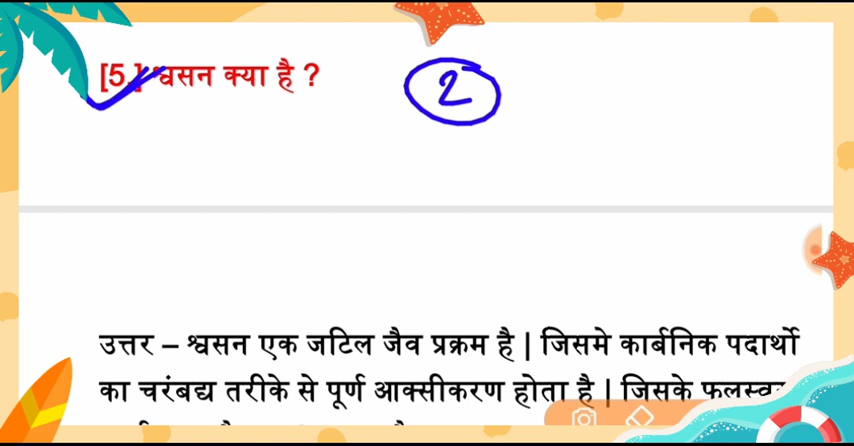 [5.] श्वसन क्या है ?
2
उत्तर – श्वसन एक जटिल जैव प्रक्रम है | जिसमे कार्बनिक पदार्थो
का चरंबद्य तरीके से पूर्ण आक्सीकरण होता है | जिसके